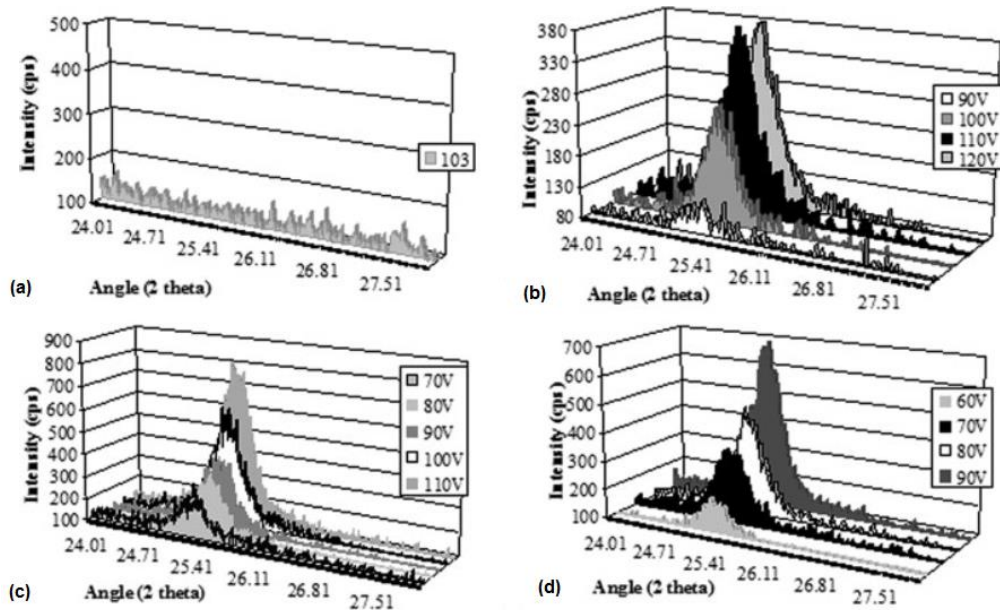 500
400
300
200
100
Intensity (cps)
103
24.01
24.71
25.41
26.11
26.81
27.51
Angle (2 theta)
(a)
380
330
280
230
180
130
80
Intensity (cps)
90V
100V
110V
120V
24.01
24.71
25.41
26.11
26.81
27.51
Angle (2 theta)
(b)
900
800
700
600
500
400
300
200
100
Intensity (cps)
70V
80V
90V
100V
110V
24.01
24.71
25.41
26.11
26.81
27.51
Angle (2 theta)
(c)
700
600
500
400
300
200
100
Intensity (cps)
60V
70V
80V
90V
24.01
24.71
25.41
26.11
26.81
27.51
Angle (2 theta)
(d)